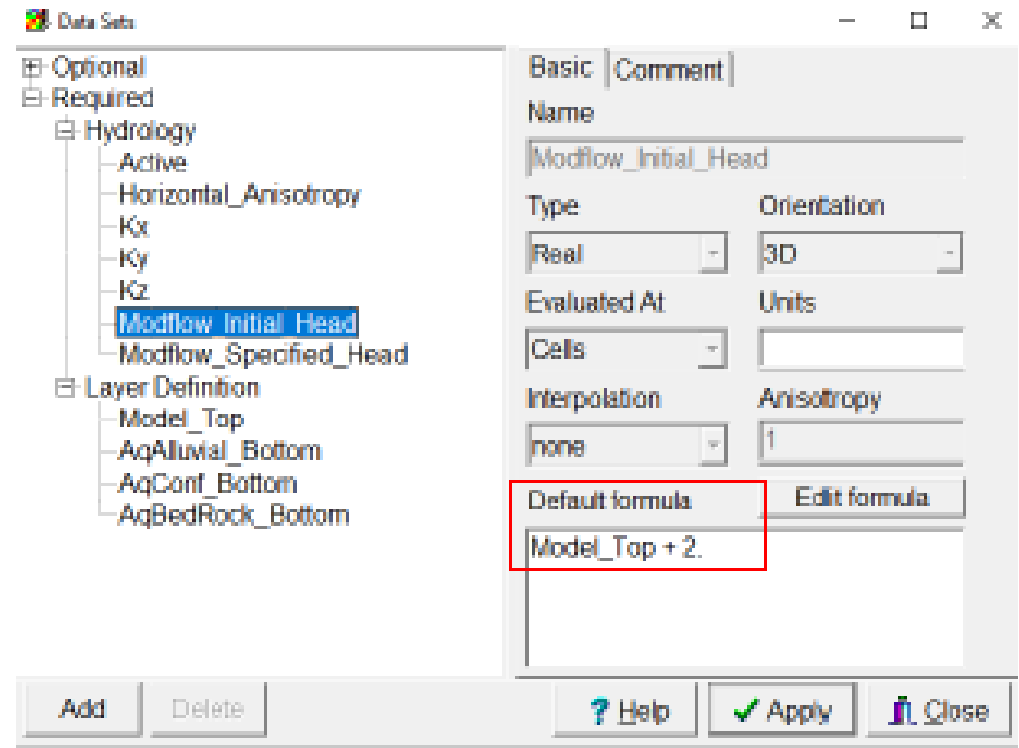 Data Sets
Optional
Required
Hydrology
Active
Horizontal_Anisotropy
Kx
Ky
Kz
Modflow_Initial_Head
Modflow_Specified_Head
Layer Definition
Model_Top
AqAlluvial_Bottom
AqConf_Bottom
AqBedRock_Bottom
Basic Comment
Name
Modflow_Initial_Head
Type Orientation
Real 3D
Evaluated At Units
Cells
Interpolation Anisotropy
none 1
Default formula Edit formula
Model_Top + 2.
Add Delete ? Help Apply Close